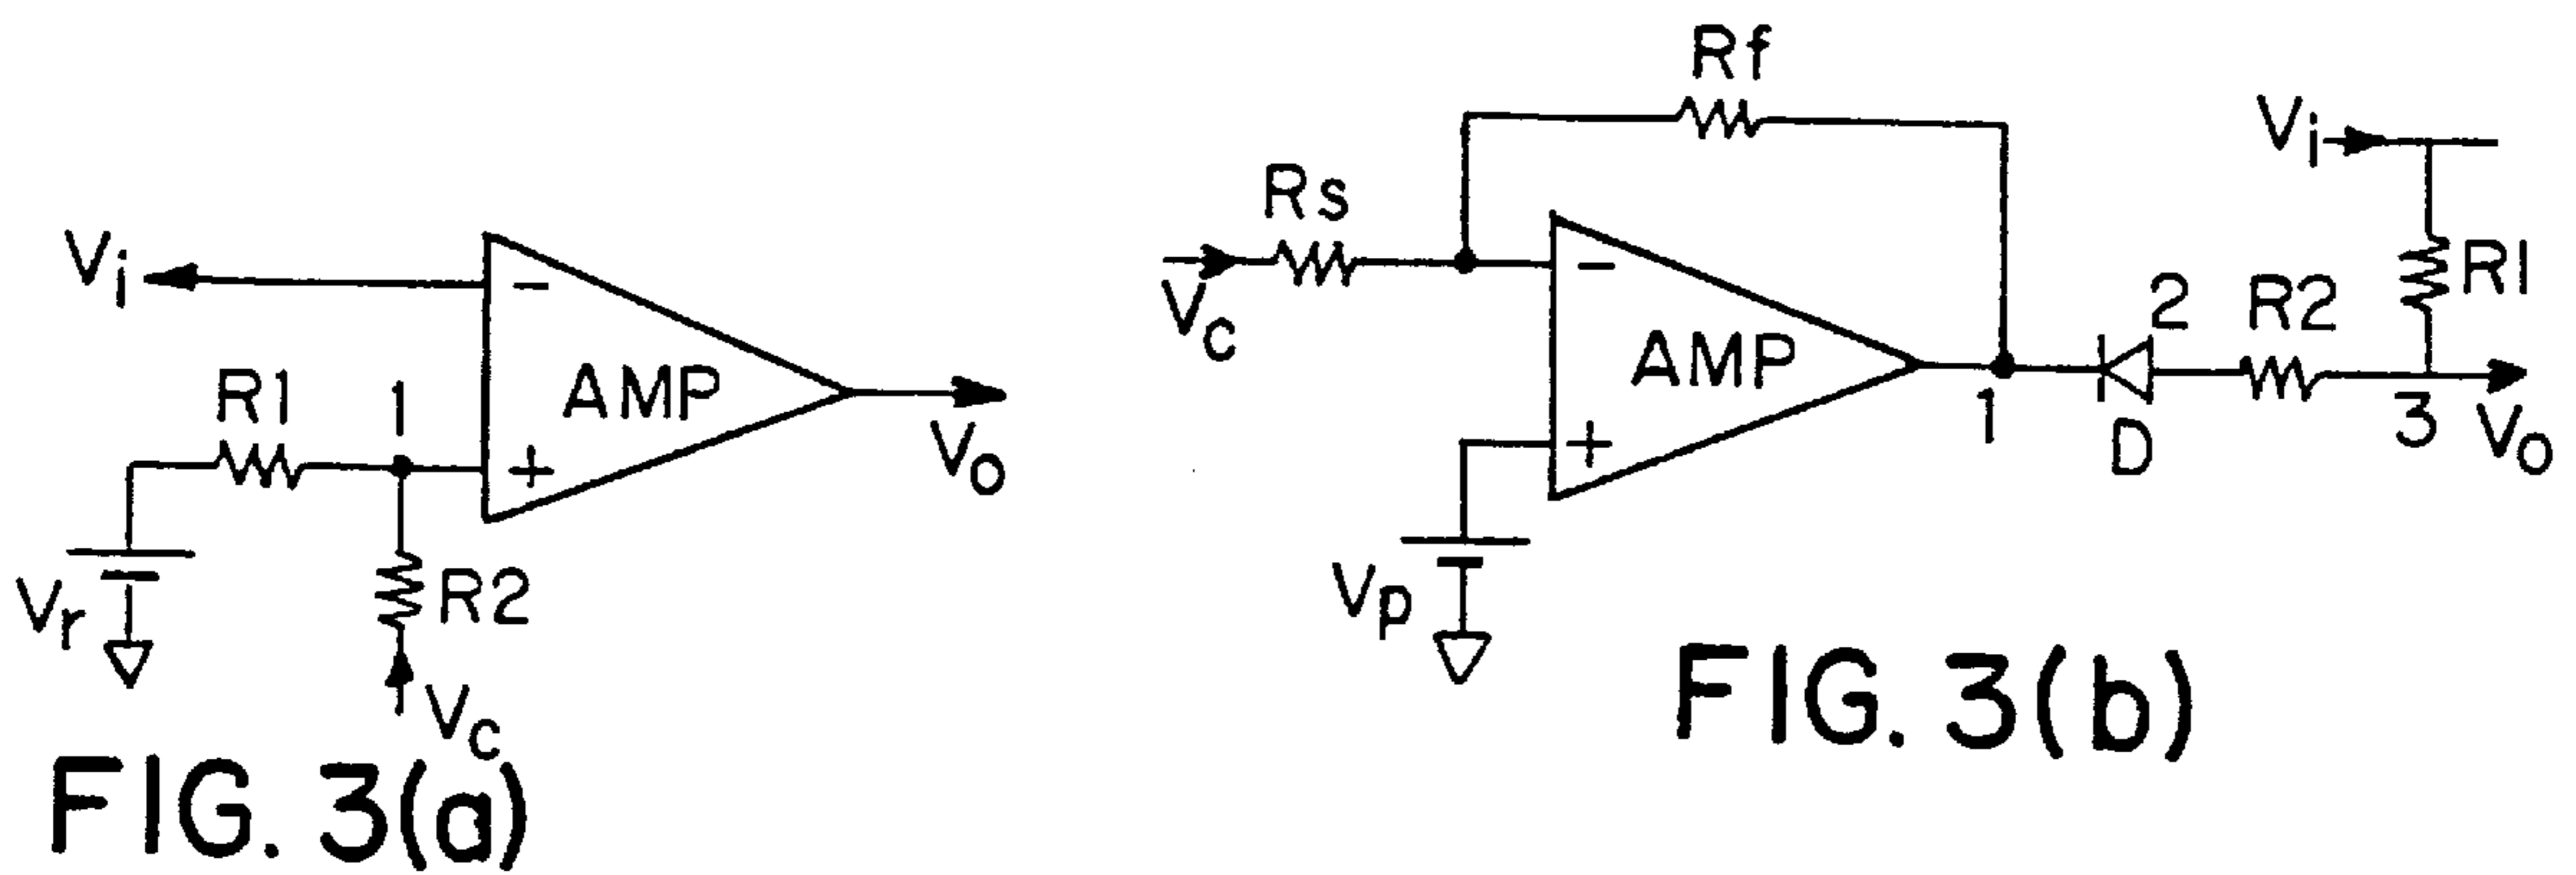 Vi
R1
1
−
AMP
+
Vo
Vr
R2
Vc
FIG. 3(a)
Rf
Rs
Vc
−
AMP
+
Vp
1
2
D
R2
Vi
R1
3
Vo
FIG. 3(b)